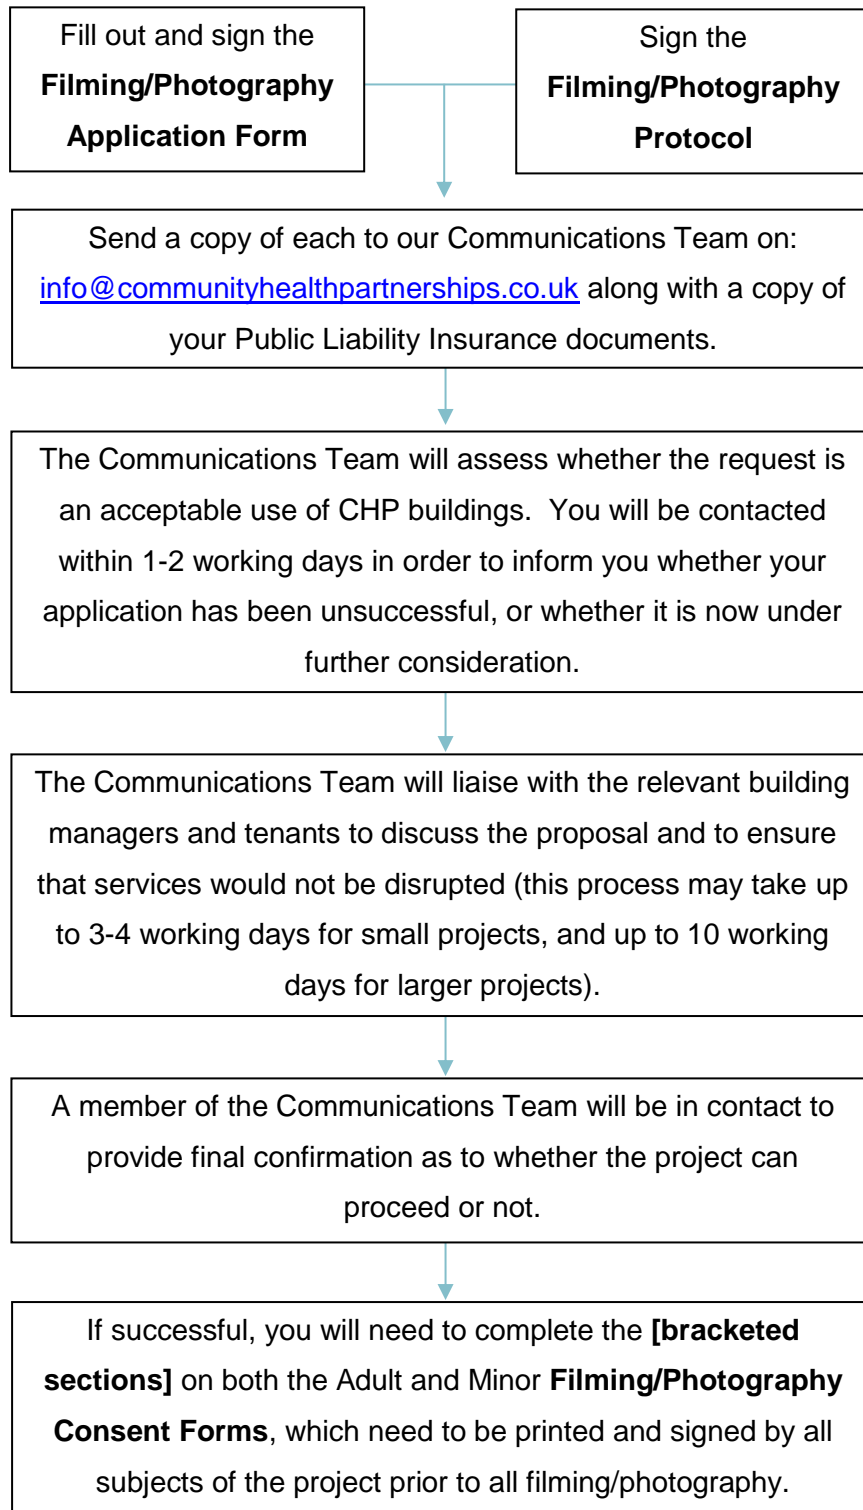 Fill out and sign the
Filming/Photography
Application Form
Sign the
Filming/Photography
Protocol
Send a copy of each to our Communications Team on:
info@communityhealthpartnerships.co.uk along with a copy of
your Public Liability Insurance documents.
The Communications Team will assess whether the request is
an acceptable use of CHP buildings.  You will be contacted
within 1-2 working days in order to inform you whether your
application has been unsuccessful, or whether it is now under
further consideration.
The Communications Team will liaise with the relevant building
managers and tenants to discuss the proposal and to ensure
that services would not be disrupted (this process may take up
to 3-4 working days for small projects, and up to 10 working
days for larger projects).
A member of the Communications Team will be in contact to
provide final confirmation as to whether the project can
proceed or not.
If successful, you will need to complete the [bracketed
sections] on both the Adult and Minor Filming/Photography
Consent Forms, which need to be printed and signed by all
subjects of the project prior to all filming/photography.